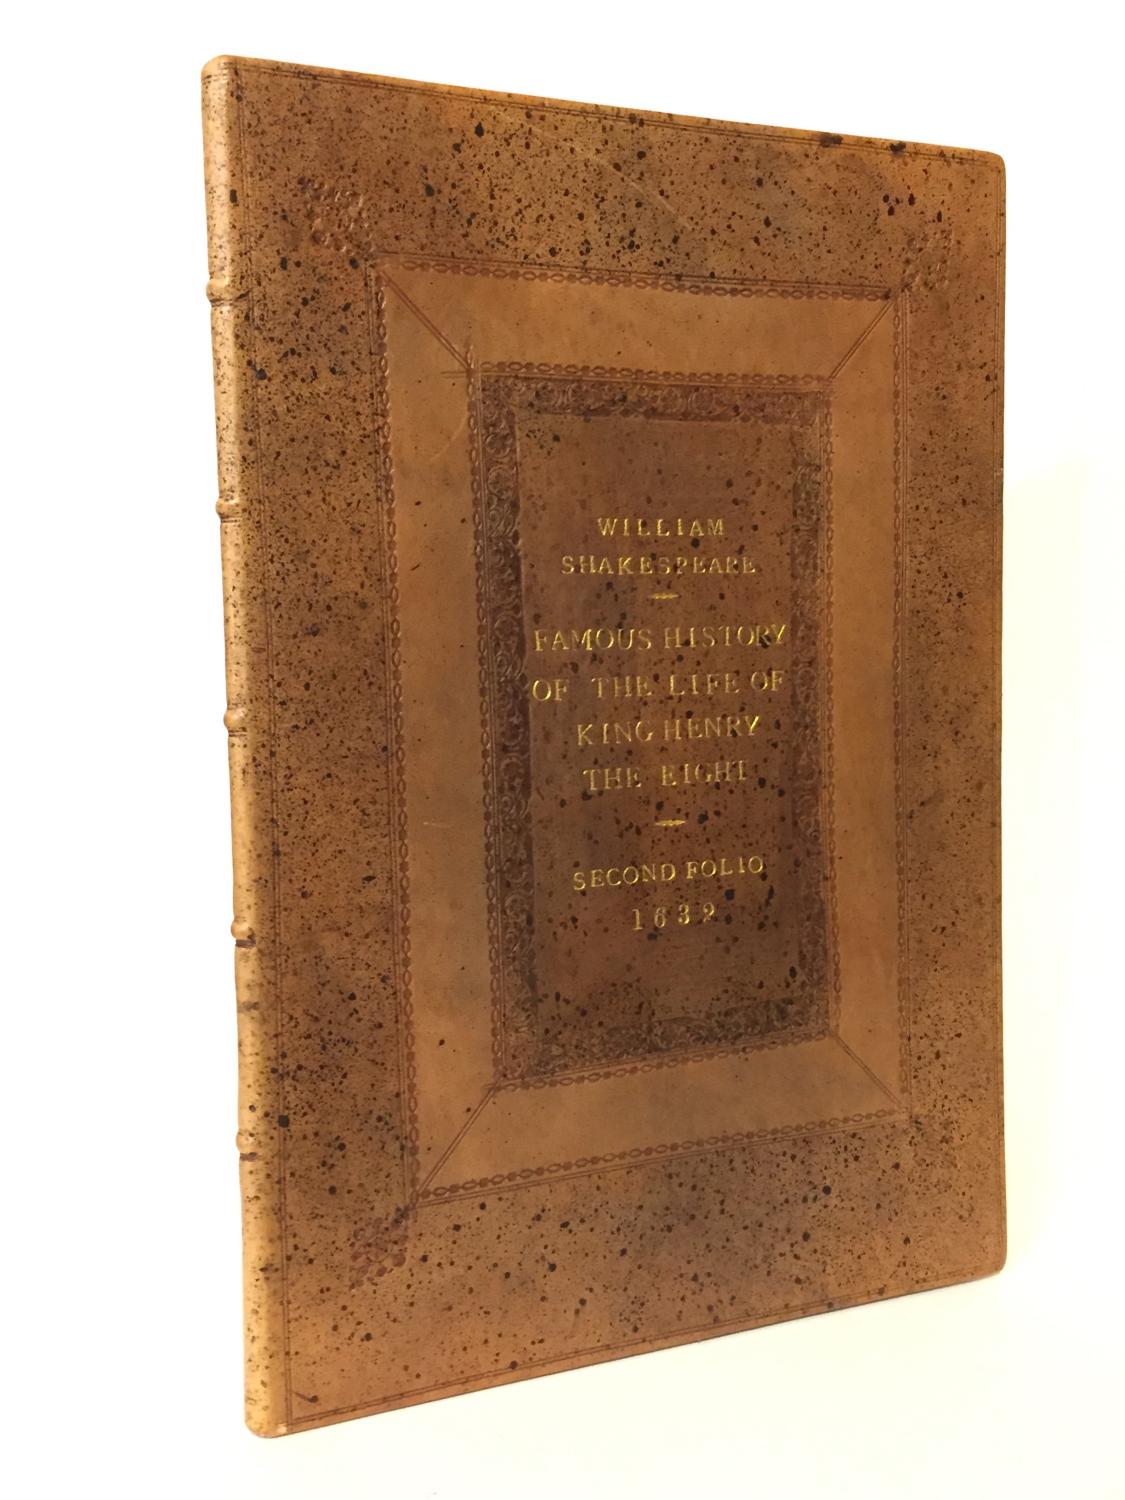 WILLIAM
SHAKESPEARE
FAMOUS HISTORY
OF THE LIFE OF
KING HENRY
THE EIGHT
SECOND FOLIO
1632